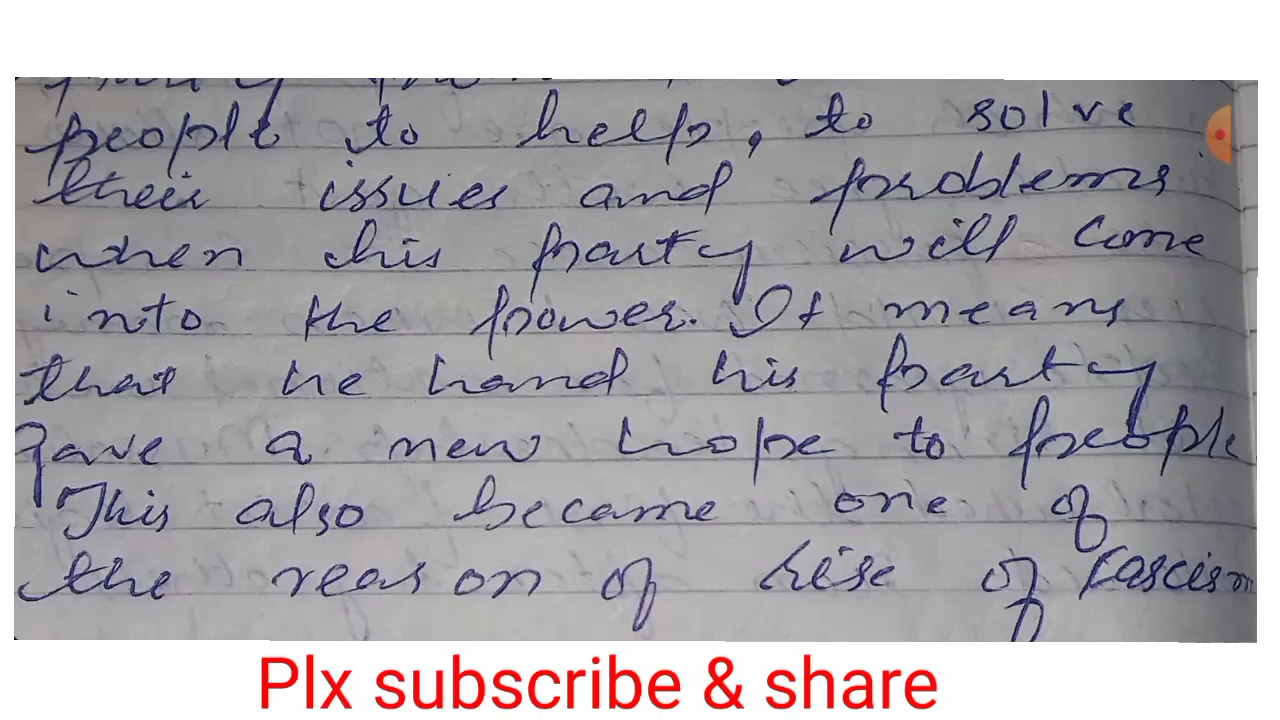 people to help, to solve
their issues and problems
when his party will come
into the power. It means
that he hand his party
gave a new hope to people
This also became one of
the reason of rise of Fascism
Plx subscribe & share